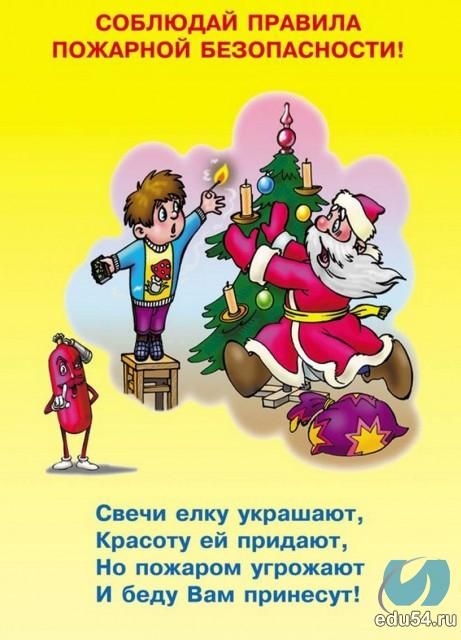 СОБЛЮДАЙ ПРАВИЛА
ПОЖАРНОЙ БЕЗОПАСНОСТИ!
Свечи елку украшают,
Красоту ей придают,
Но пожаром угрожают
И беду Вам принесут!
edu54.ru